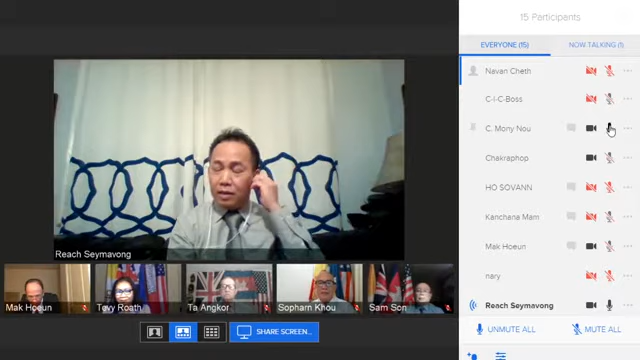 15 Participants
EVERYONE (15)
NOW TALKING (1)
Navan Cheth
C-I-C-Boss
C. Mony Nou
Chakraphop
HO SOVANN
Kanchana Mam
Mak Hoeun
nary
Reach Seymavong
UNMUTE ALL
MUTE ALL
Reach Seymavong
Mak Hoeun
Tevy Roath
Ta Angkor
Sopham Khou
Sam Son
SHARE SCREEN...